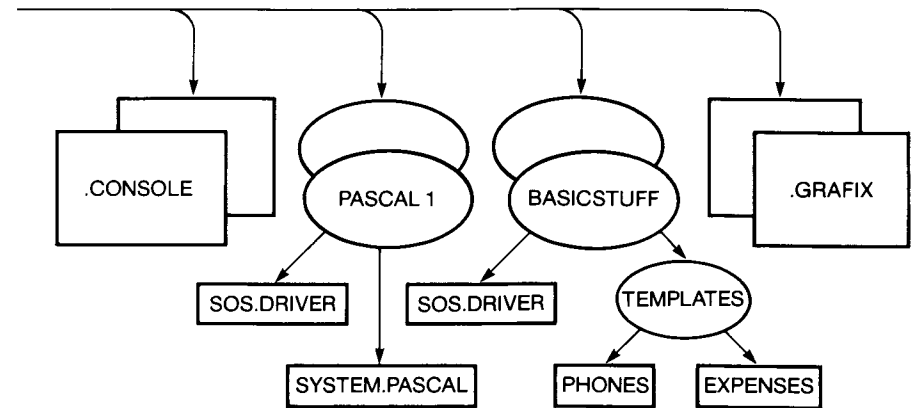 .CONSOLE
PASCAL 1
BASICSTUFF
.GRAFIX
SOS.DRIVER
SOS.DRIVER
TEMPLATES
SYSTEM.PASCAL
PHONES
EXPENSES